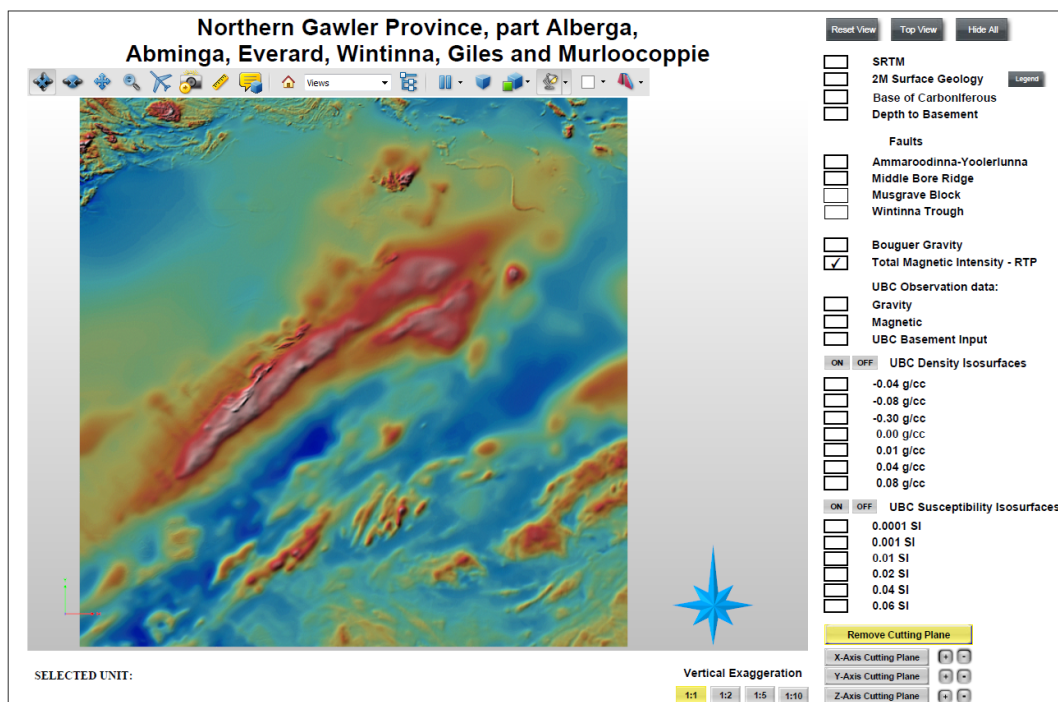 Northern Gawler Province, part Alberga,
Abminga, Everard, Wintinna, Giles and Murloocoppie
Views
Reset View
Top View
Hide All
SRTM
2M Surface Geology
Legend
Base of Carboniferous
Depth to Basement
Faults
Ammaroodinna-Yoolerlunna
Middle Bore Ridge
Musgrave Block
Wintinna Trough
Bouguer Gravity
✓ Total Magnetic Intensity - RTP
UBC Observation data:
Gravity
Magnetic
UBC Basement Input
ON OFF UBC Density Isosurfaces
-0.04 g/cc
-0.08 g/cc
-0.30 g/cc
0.00 g/cc
0.01 g/cc
0.04 g/cc
0.08 g/cc
ON OFF UBC Susceptibility Isosurfaces
0.0001 SI
0.001 SI
0.01 SI
0.02 SI
0.04 SI
0.06 SI
Remove Cutting Plane
X-Axis Cutting Plane + -
Y-Axis Cutting Plane + -
Z-Axis Cutting Plane + -
SELECTED UNIT:
Vertical Exaggeration
1:1 1:2 1:5 1:10